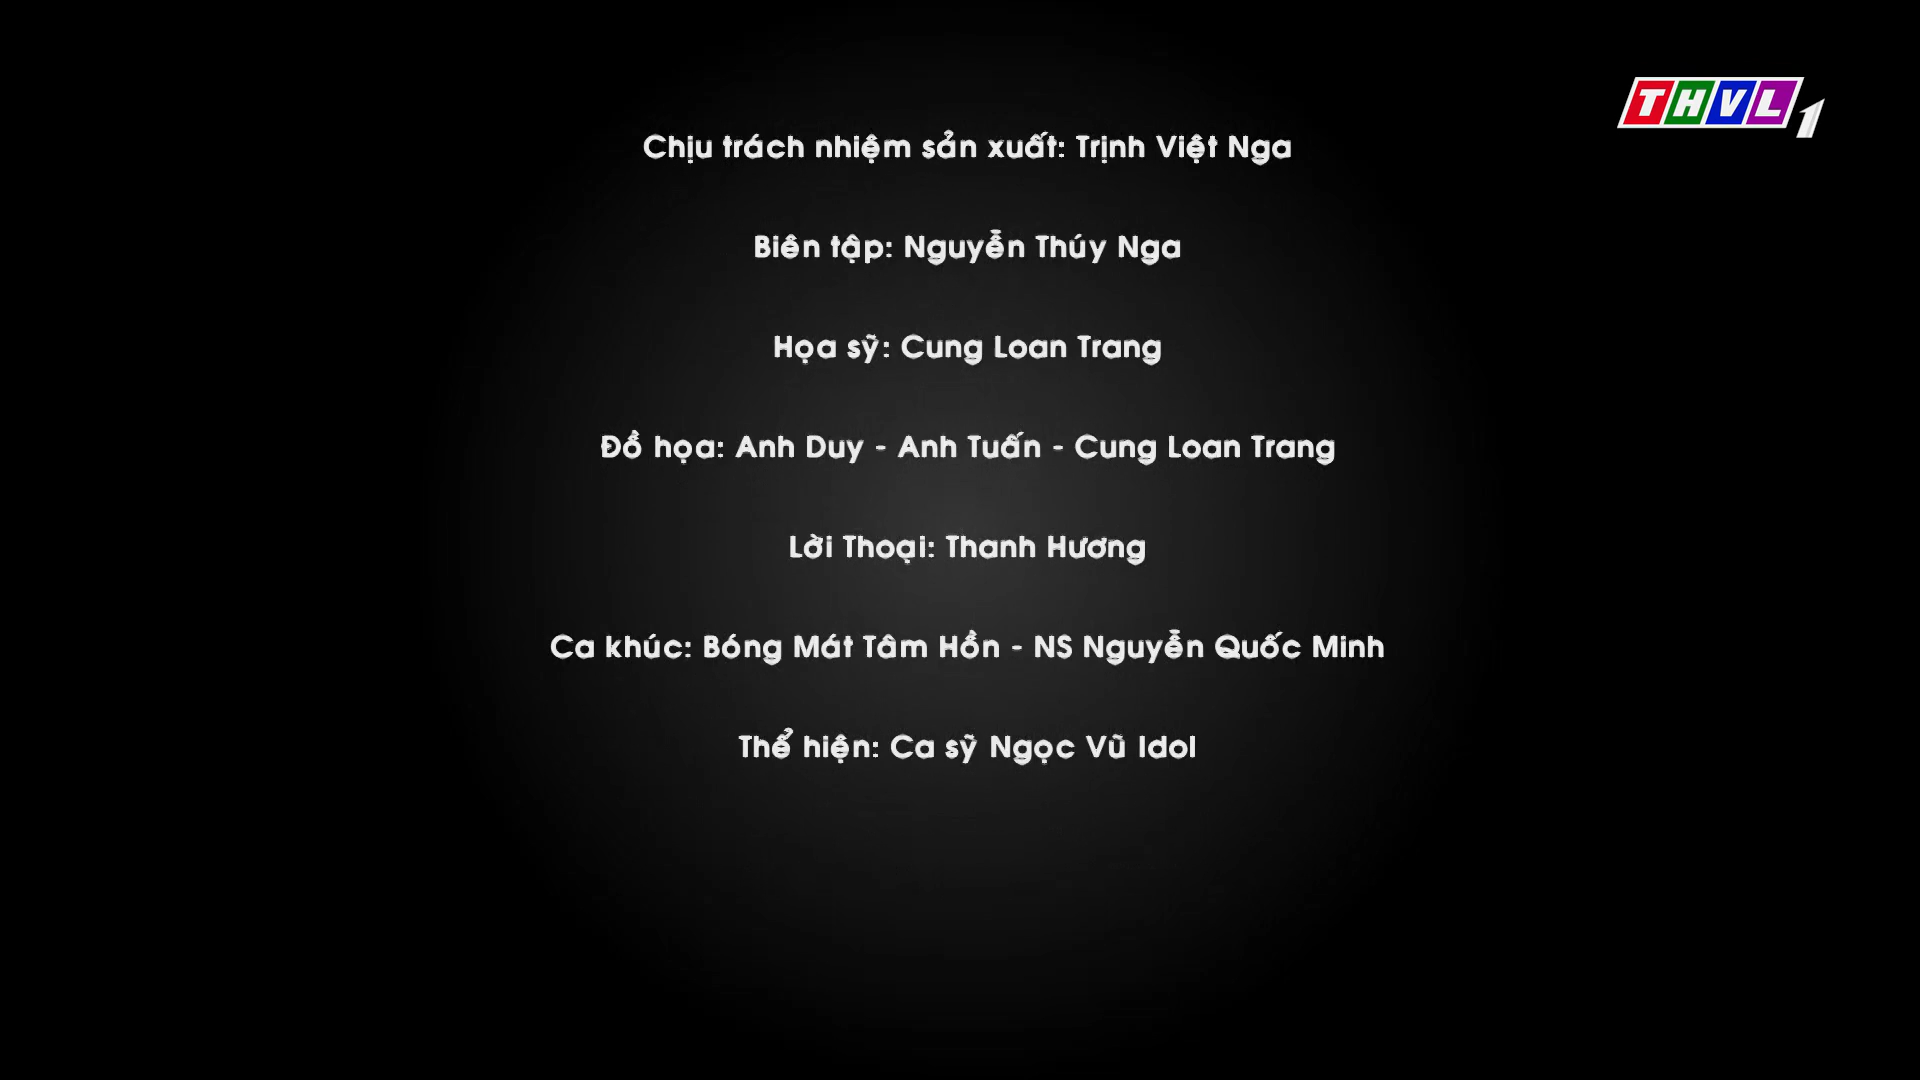 THVL1
Chịu trách nhiệm sản xuất: Trịnh Việt Nga
Biên tập: Nguyễn Thúy Nga
Họa sỹ: Cung Loan Trang
Đồ họa: Anh Duy - Anh Tuấn - Cung Loan Trang
Lời Thoại: Thanh Hương
Ca khúc: Bóng Mát Tâm Hồn - NS Nguyễn Quốc Minh
Thể hiện: Ca sỹ Ngọc Vũ Idol